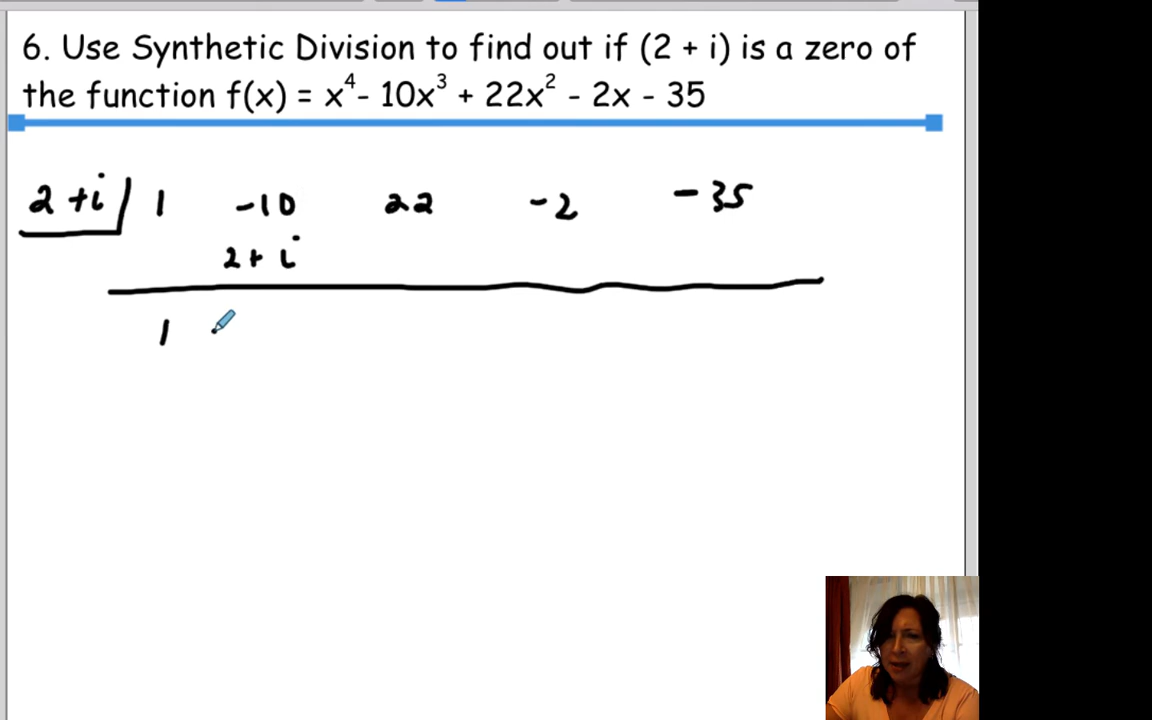 6. Use Synthetic Division to find out if (2 + i) is a zero of
the function f(x) = x⁴- 10x³ + 22x² - 2x - 35
2 +i 1 -10 22 -2 -35
2+ i
1